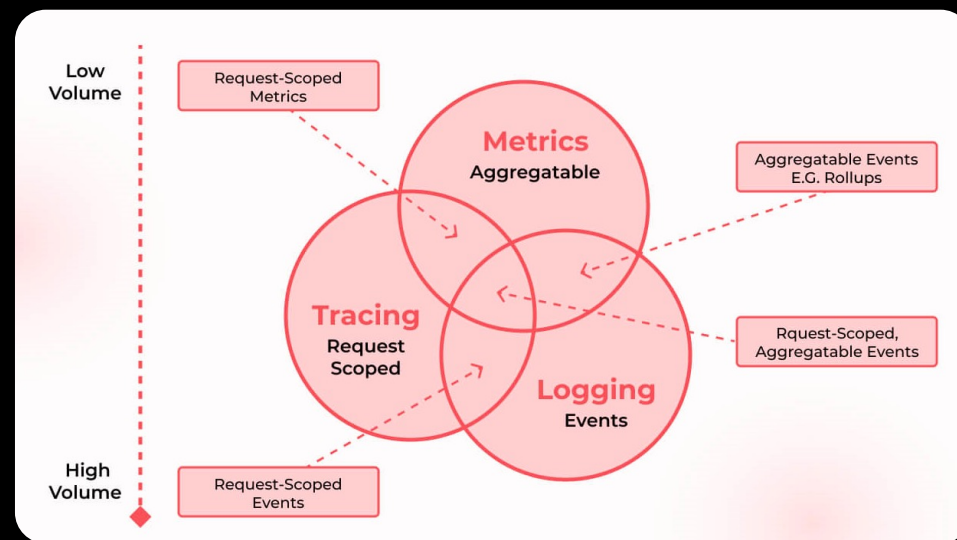 Low
Volume
Request-Scoped
Metrics
Metrics
Aggregatable
Aggregatable Events
E.G. Rollups
Tracing
Request
Scoped
Rquest-Scoped,
Aggregatable Events
Logging
Events
High
Volume
Request-Scoped
Events